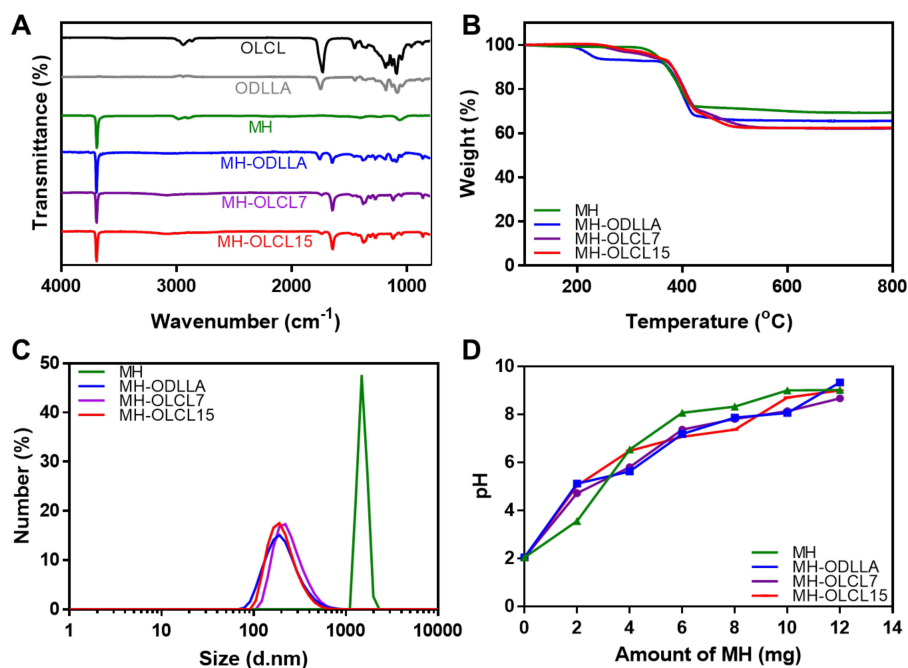 A
OLCL
ODLLA
MH
MH-ODLLA
MH-OLCL7
MH-OLCL15
Transmittance (%)
4000 3000 2000 1000
Wavenumber (cm⁻¹)
B
100
80
60
40
20
0
Weight (%)
MH
MH-ODLLA
MH-OLCL7
MH-OLCL15
200 400 600 800
Temperature (°C)
C
50
40
30
20
10
0
Number (%)
MH
MH-ODLLA
MH-OLCL7
MH-OLCL15
1 10 100 1000 10000
Size (d.nm)
D
10
8
6
4
2
0
pH
MH
MH-ODLLA
MH-OLCL7
MH-OLCL15
0 2 4 6 8 10 12 14
Amount of MH (mg)